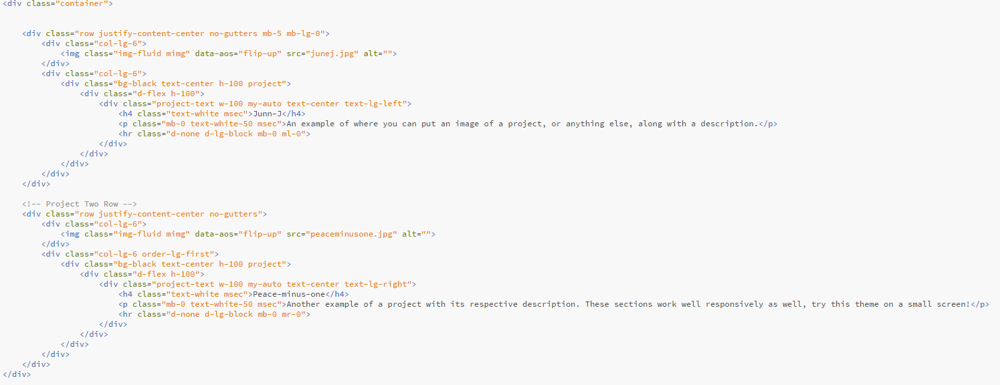 <div class="container">
<div class="row justify-content-center no-gutters mb-5 mb-lg-0">
<div class="col-lg-6">
<img class="img-fluid mimg" data-aos="flip-up" src="junej.jpg" alt="">
</div>
<div class="col-lg-6">
<div class="bg-black text-center h-100 project">
<div class="d-flex h-100">
<div class="project-text w-100 my-auto text-center text-lg-left">
<h4 class="text-white msec">Junn-J</h4>
<p class="mb-0 text-white-50 msec">An example of where you can put an image of a project, or anything else, along with a description.</p>
<hr class="d-none d-lg-block mb-0 ml-0">
</div>
</div>
</div>
</div>
</div>
<!-- Project Two Row -->
<div class="row justify-content-center no-gutters">
<div class="col-lg-6">
<img class="img-fluid mimg" data-aos="flip-up" src="peaceminusone.jpg" alt="">
</div>
<div class="col-lg-6 order-lg-first">
<div class="bg-black text-center h-100 project">
<div class="d-flex h-100">
<div class="project-text w-100 my-auto text-center text-lg-right">
<h4 class="text-white msec">Peace-minus-one</h4>
<p class="mb-0 text-white-50 msec">Another example of a project with its respective description. These sections work well responsively as well, try this theme on a small screen!</p>
<hr class="d-none d-lg-block mb-0 mr-0">
</div>
</div>
</div>
</div>
</div>
</div>